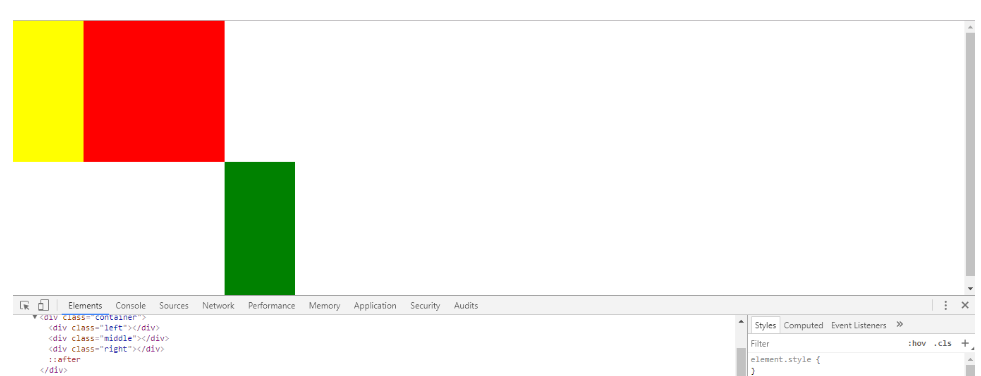 Elements Console Sources Network Performance Memory Application Security Audits
▼<div class="container">
<div class="left"></div>
<div class="middle"></div>
<div class="right"></div>
::after
</div>
Styles Computed Event Listeners »
Filter :hov .cls +
element.style {
}